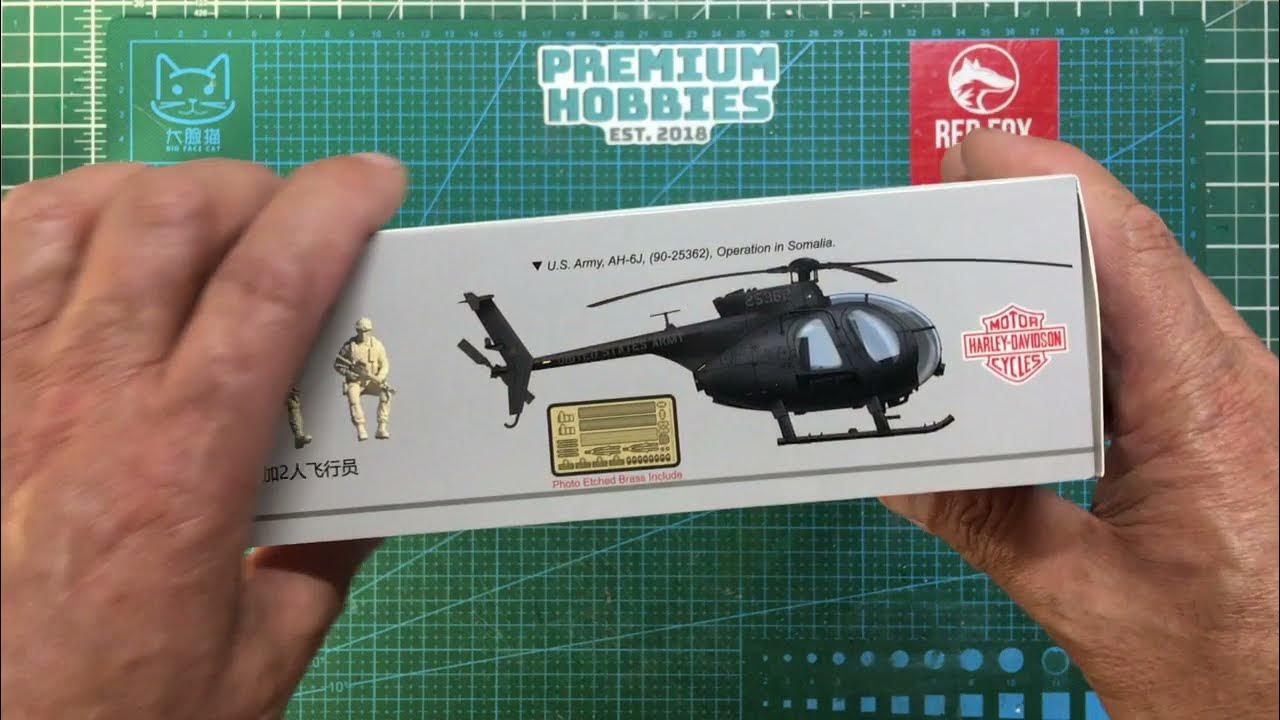 PREMIUM
HOBBIES
EST. 2018
大脸猫
BIG FACE CAT
RED FOX
▼ U.S. Army, AH-6J, (90-25362), Operation in Somalia.
25362
UNITED STATES ARMY
MOTOR
HARLEY-DAVIDSON
CYCLES
Photo Etched Brass Include
加2人飞行员